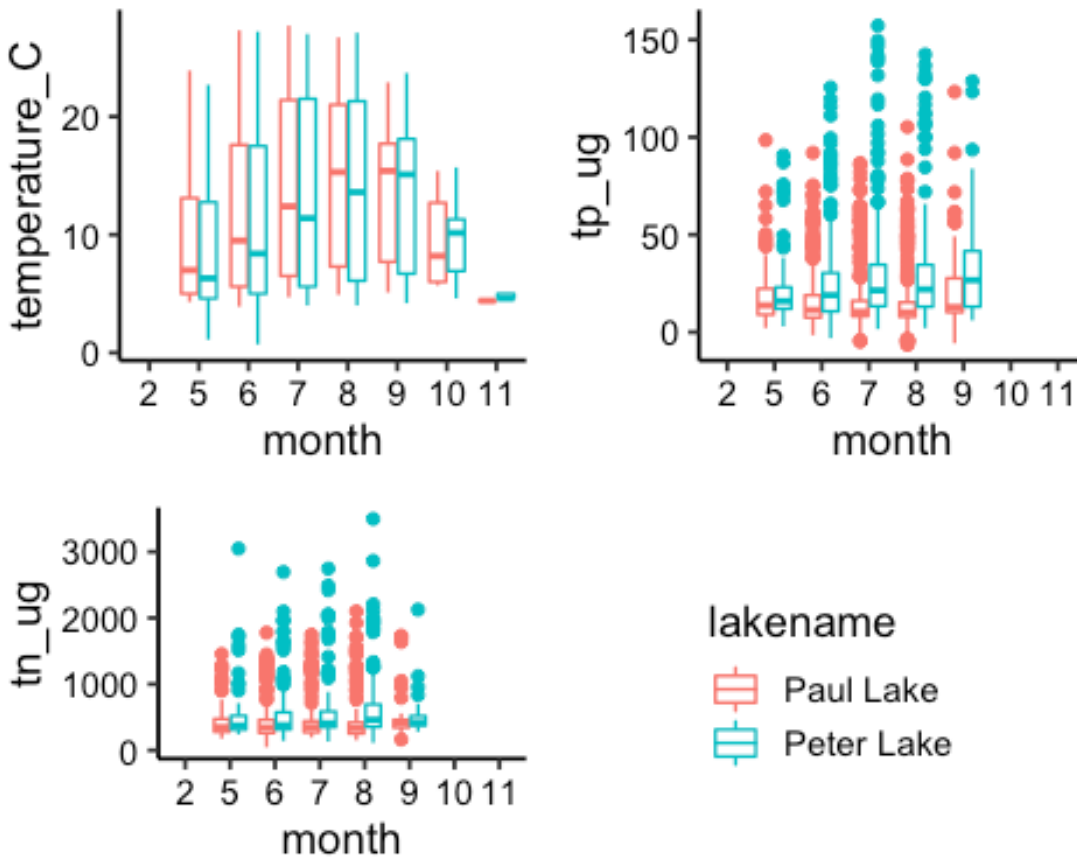 temperature_C
20
10
0
2 5 6 7 8 9 10 11
month
tp_ug
150
100
50
0
2 5 6 7 8 9 10 11
month
tn_ug
3000
2000
1000
0
2 5 6 7 8 9 10 11
month
lakename
Paul Lake
Peter Lake